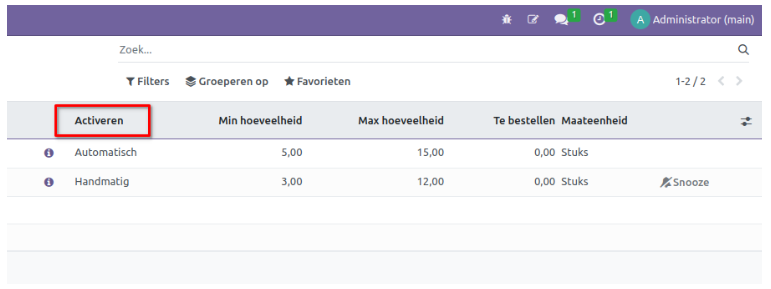 1 1 A Administrator (main)
Zoek...
Filters Groeperen op Favorieten 1-2 / 2
Activeren Min hoeveelheid Max hoeveelheid Te bestellen Maateenheid
Automatisch 5,00 15,00 0,00 Stuks
Handmatig 3,00 12,00 0,00 Stuks Snooze